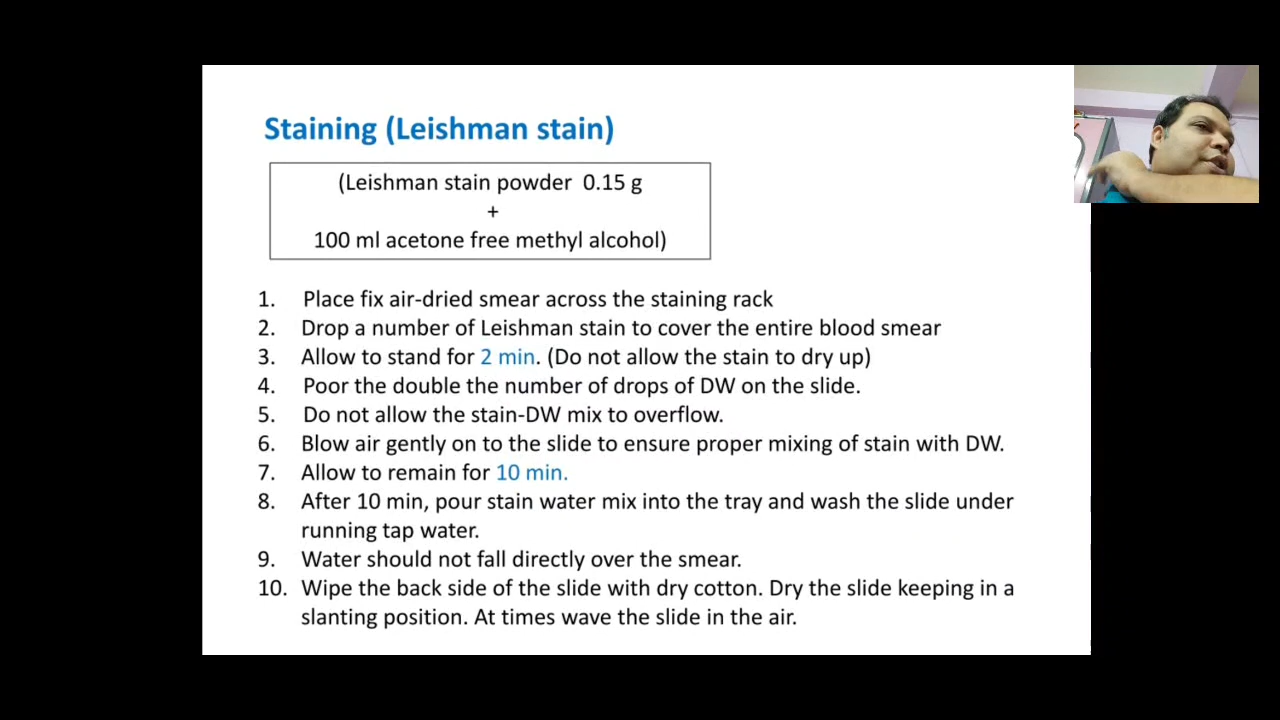 Staining (Leishman stain)
(Leishman stain powder 0.15 g
+
100 ml acetone free methyl alcohol)
1. Place fix air-dried smear across the staining rack
2. Drop a number of Leishman stain to cover the entire blood smear
3. Allow to stand for 2 min. (Do not allow the stain to dry up)
4. Poor the double the number of drops of DW on the slide.
5. Do not allow the stain-DW mix to overflow.
6. Blow air gently on to the slide to ensure proper mixing of stain with DW.
7. Allow to remain for 10 min.
8. After 10 min, pour stain water mix into the tray and wash the slide under
running tap water.
9. Water should not fall directly over the smear.
10. Wipe the back side of the slide with dry cotton. Dry the slide keeping in a
slanting position. At times wave the slide in the air.